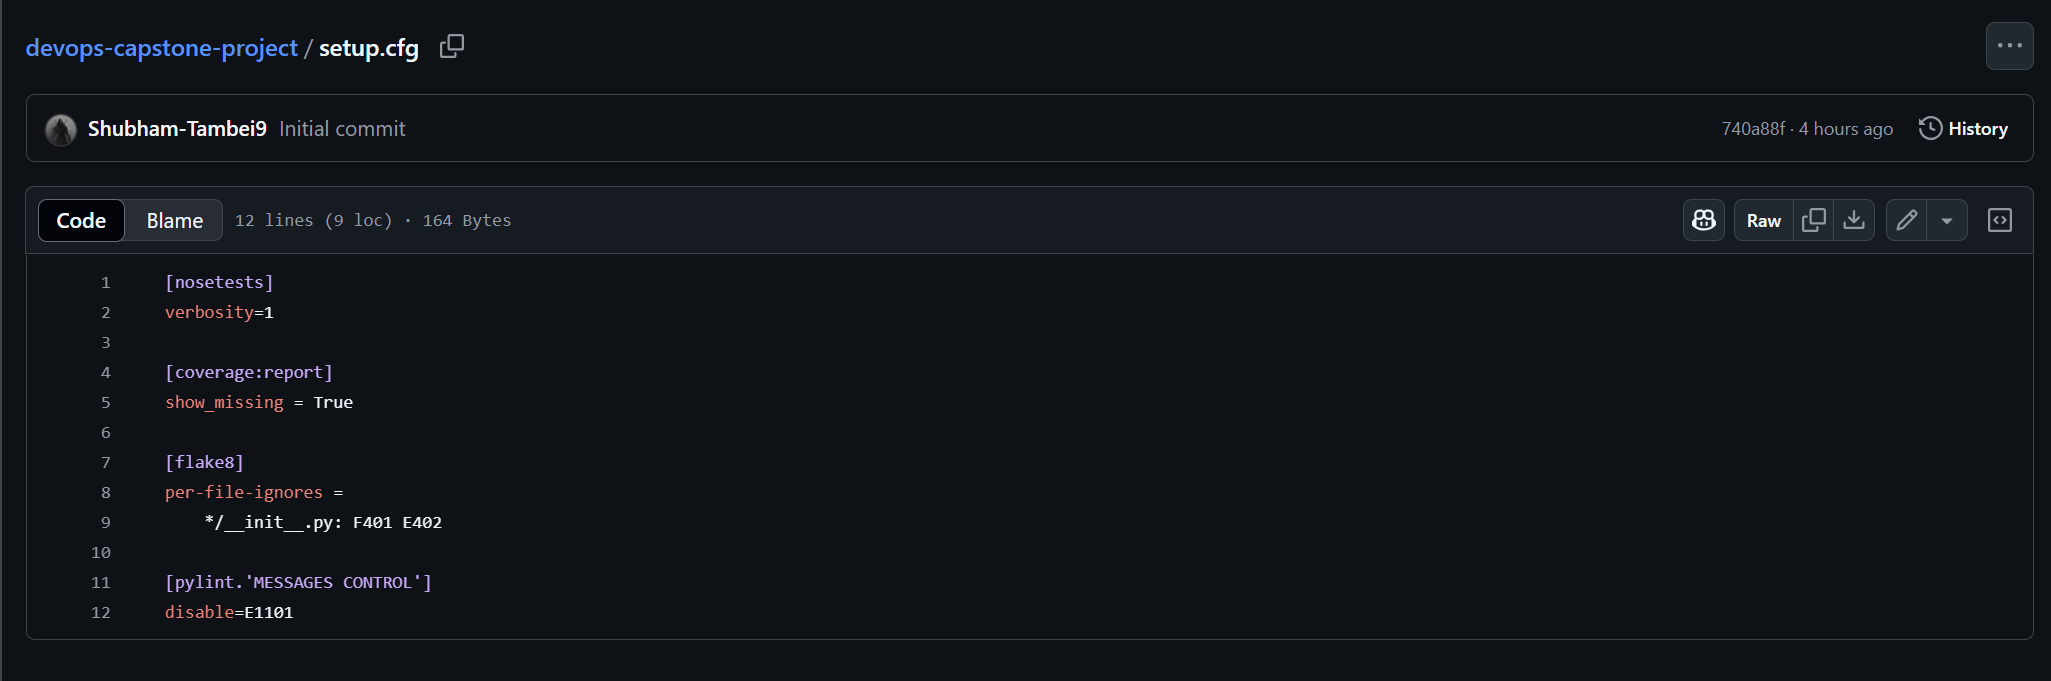 devops-capstone-project / setup.cfg
Shubham-Tambei9 Initial commit 740a88f · 4 hours ago History
Code Blame 12 lines (9 loc) · 164 Bytes Raw
1 [nosetests]
2 verbosity=1
3
4 [coverage:report]
5 show_missing = True
6
7 [flake8]
8 per-file-ignores =
9     */__init__.py: F401 E402
10
11 [pylint.'MESSAGES CONTROL']
12 disable=E1101